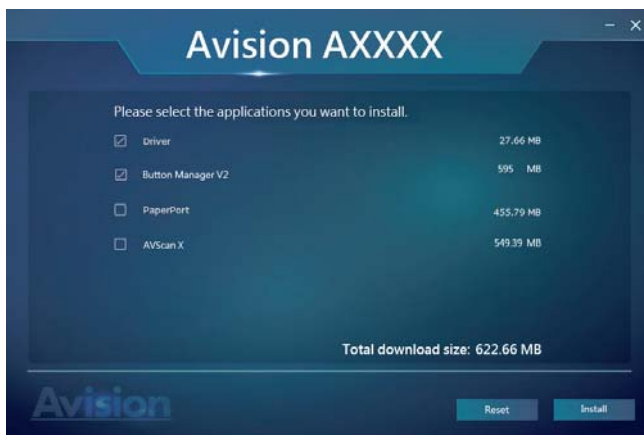 Avision AXXXX
Please select the applications you want to install.
Driver 27.66 MB
Button Manager V2 595 MB
PaperPort 455.79 MB
AVScan X 549.39 MB
Total download size: 622.66 MB
Avision
Reset Install